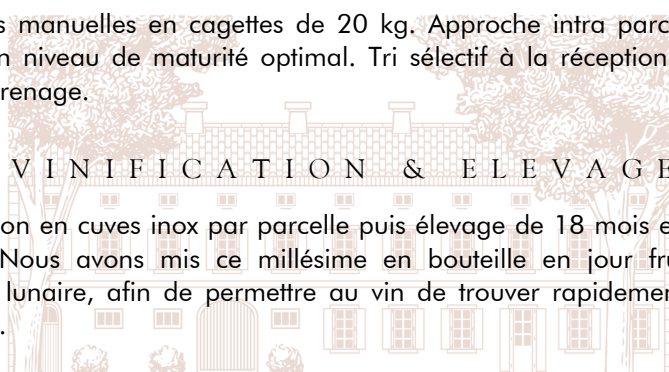 s manuelles en cagettes de 20 kg. Approche intra parc
n niveau de maturité optimal. Tri sélectif à la réception
renage.
VINIFICATION & ELEVAGE
on en cuves inox par parcelle puis élevage de 18 mois e
Nous avons mis ce millésime en bouteille en jour fru
lunaire, afin de permettre au vin de trouver rapidemen
.